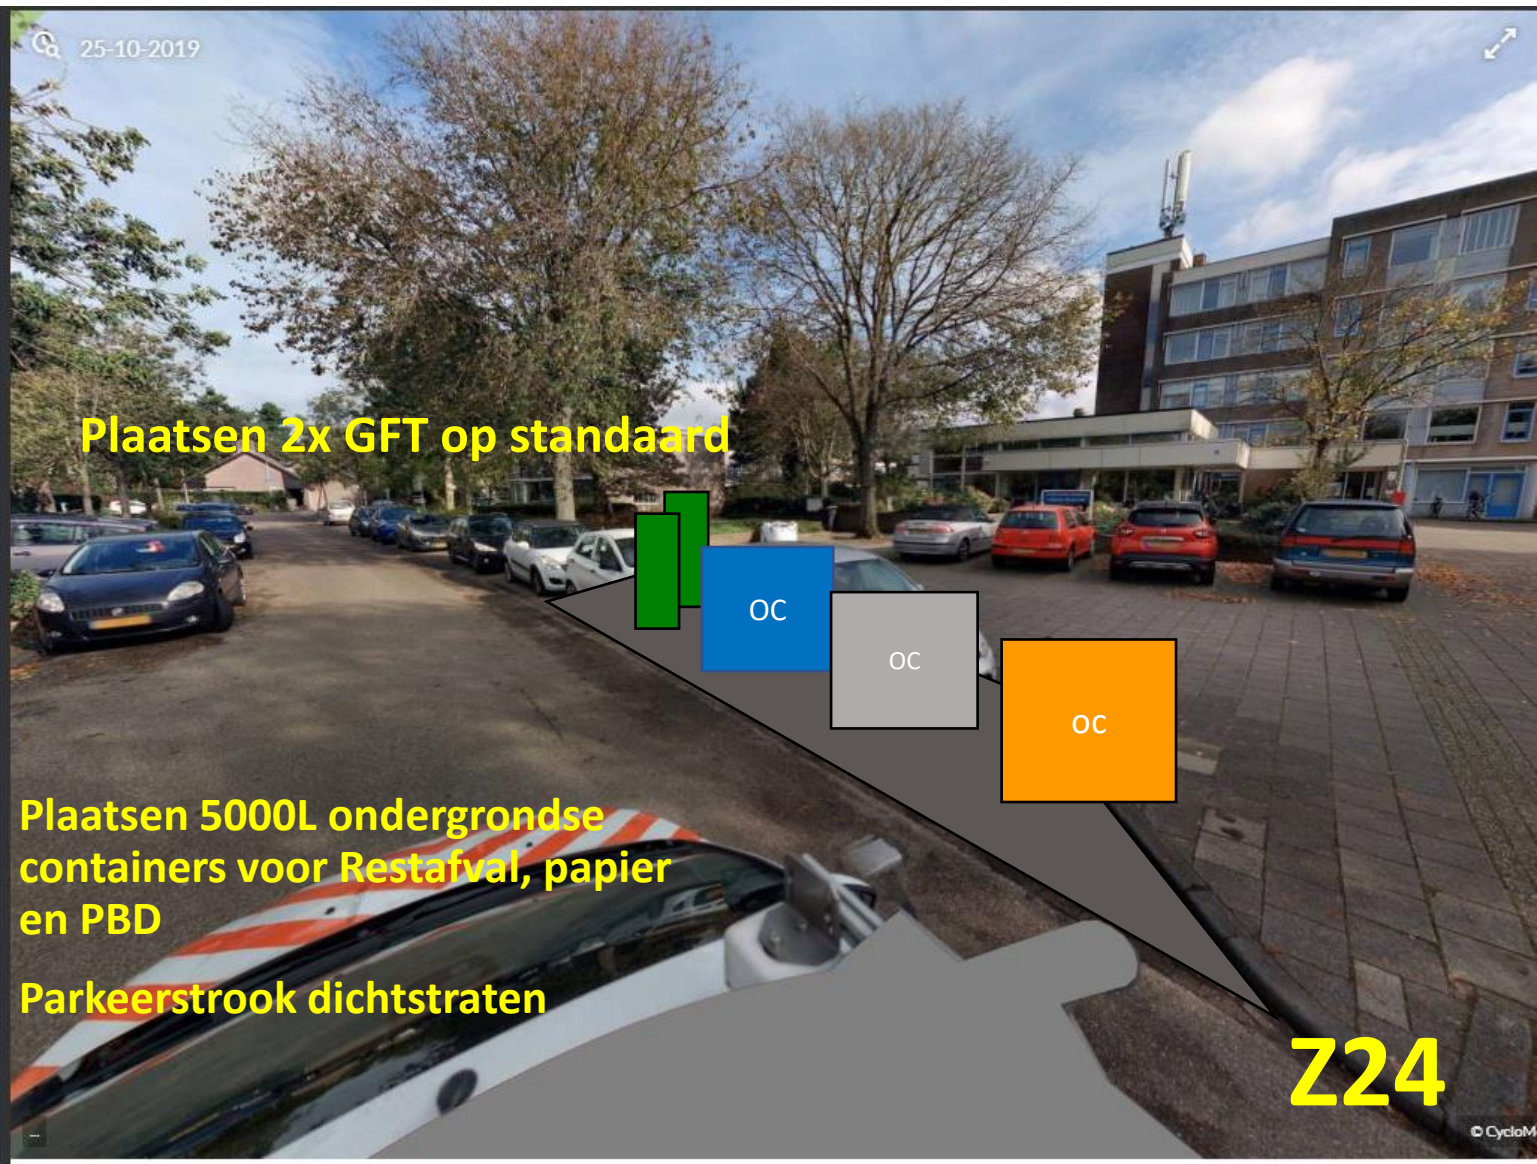 25-10-2019
Plaatsen 2x GFT op standaard
OC
OC
OC
Plaatsen 5000L ondergrondse
containers voor Restafval, papier
en PBD
Parkeerstrook dichtstraten
Z24
© CycloM